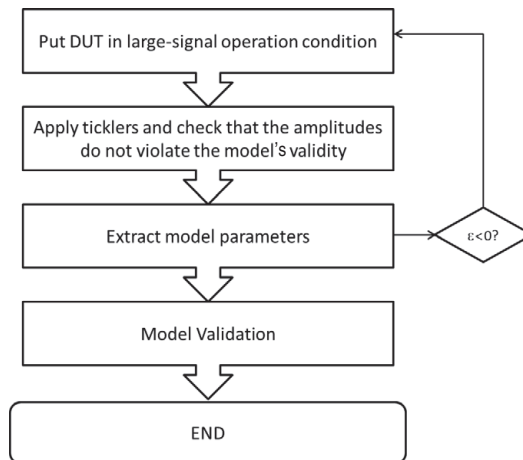 Put DUT in large-signal operation condition
Apply ticklers and check that the amplitudes
do not violate the model's validity
Extract model parameters
ε<0?
Model Validation
END